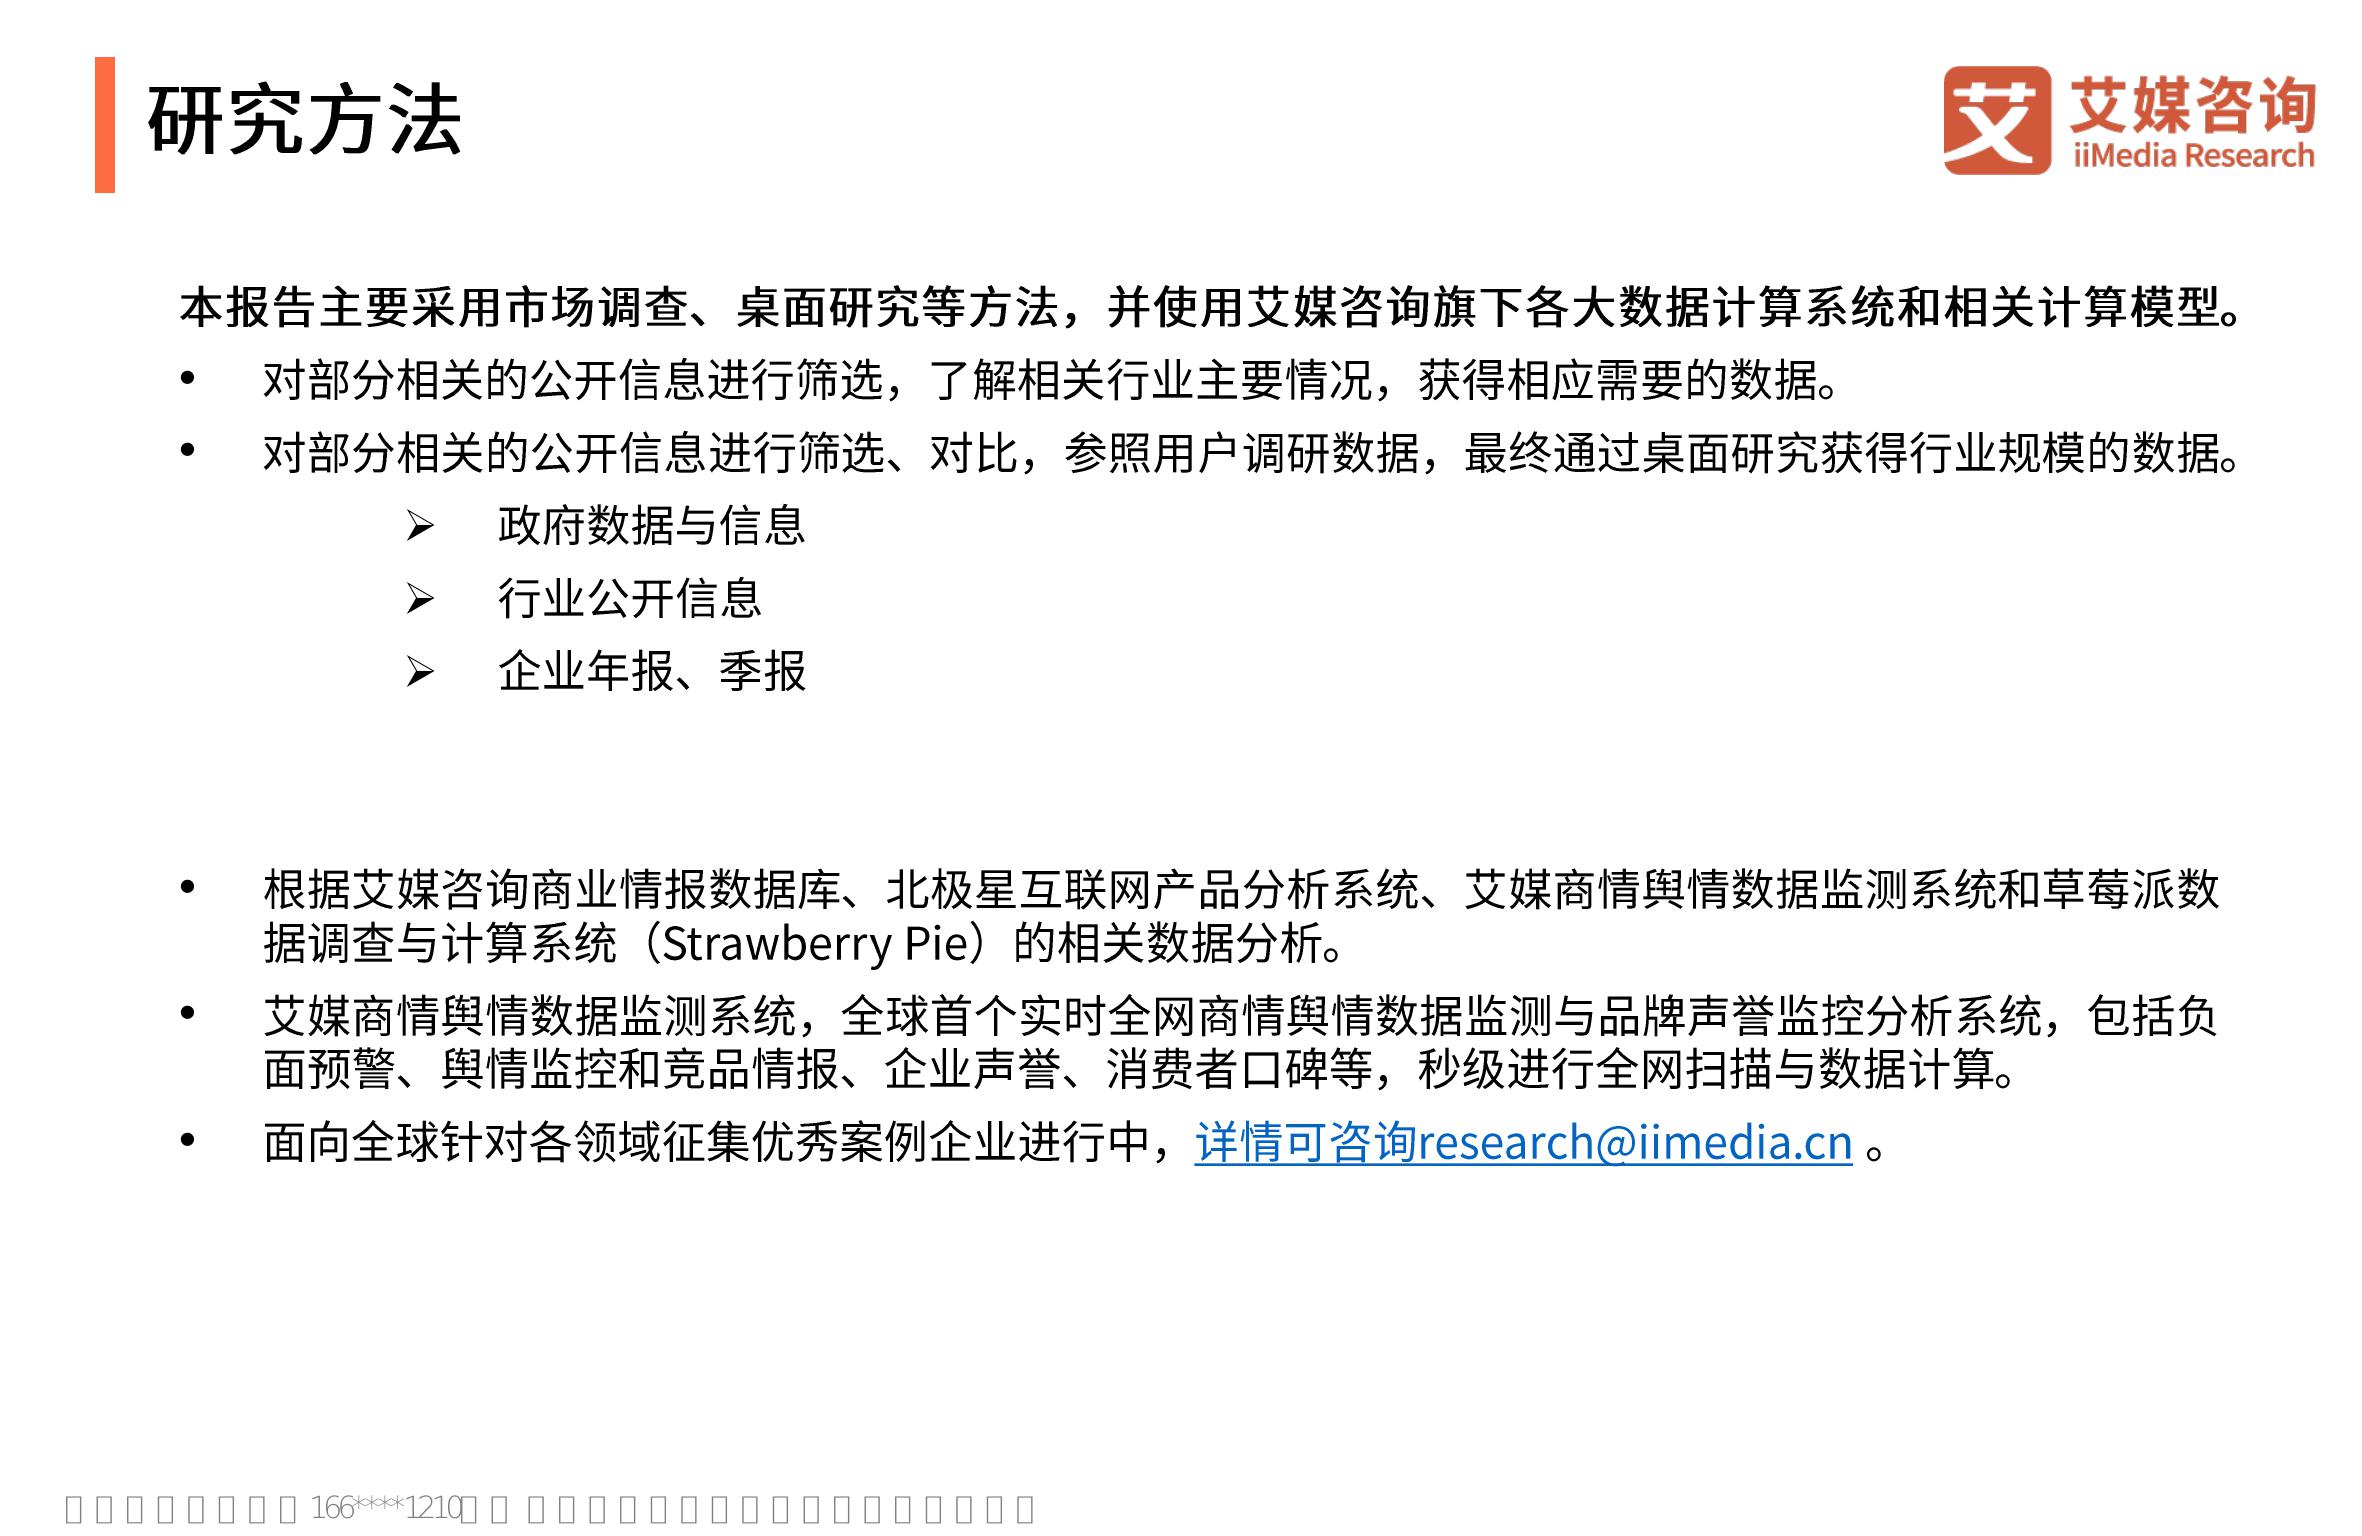 研究方法
艾 艾媒咨询
iiMedia Research
本报告主要采用市场调查、桌面研究等方法，并使用艾媒咨询旗下各大数据计算系统和相关计算模型。
• 对部分相关的公开信息进行筛选，了解相关行业主要情况，获得相应需要的数据。
• 对部分相关的公开信息进行筛选、对比，参照用户调研数据，最终通过桌面研究获得行业规模的数据。
➢ 政府数据与信息
➢ 行业公开信息
➢ 企业年报、季报
• 根据艾媒咨询商业情报数据库、北极星互联网产品分析系统、艾媒商情舆情数据监测系统和草莓派数
据调查与计算系统（Strawberry Pie）的相关数据分析。
• 艾媒商情舆情数据监测系统，全球首个实时全网商情舆情数据监测与品牌声誉监控分析系统，包括负
面预警、舆情监控和竞品情报、企业声誉、消费者口碑等，秒级进行全网扫描与数据计算。
• 面向全球针对各领域征集优秀案例企业进行中，详情可咨询research@iimedia.cn 。
166****1210